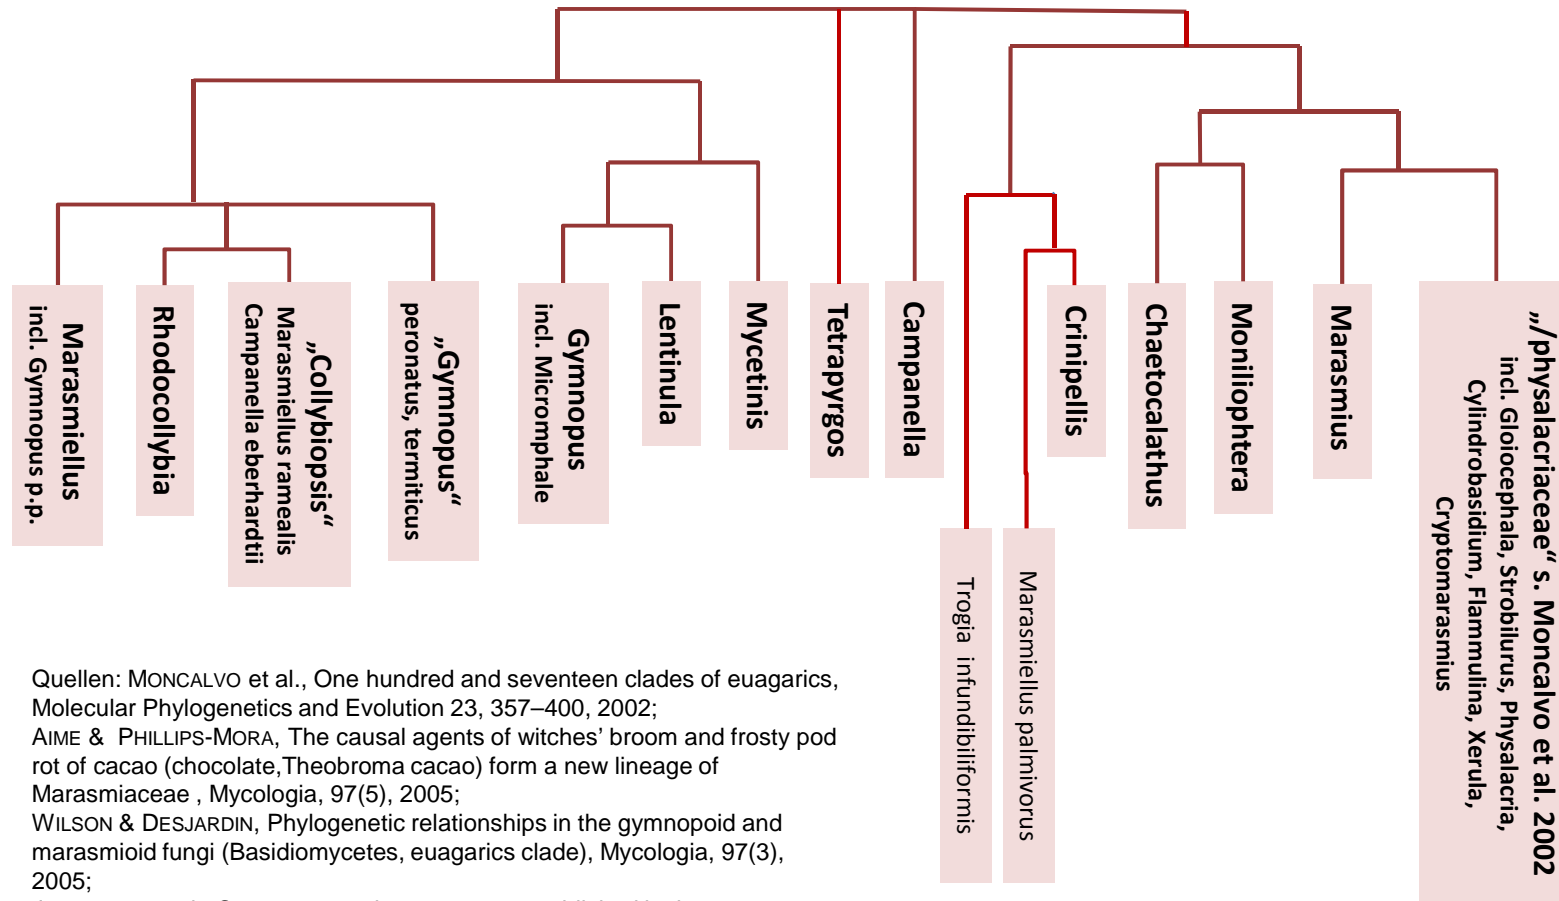 Marasmiellus
incl. Gymnopus p.p.
Rhodocollybia
„Collybiopsis“
Marasmiellus ramealis
Campanella eberhardtii
„Gymnopus“
peronatus, termiticus
Gymnopus
incl. Micromphale
Lentinula
Mycetinis
Tetrapyrgos
Campanella
Trogia infundibiliformis
Marasmiellus palmivorus
Crinipellis
Chaetocalathus
Moniliophtera
Marasmius
„/physalacriaceae“ s. Moncalvo et al. 2002
incl. Gloiocephala, Strobilurus, Physalacria,
Cylindrobasidium, Flammulina, Xerula,
Cryptomarasmius
Quellen: MONCALVO et al., One hundred and seventeen clades of euagarics,
Molecular Phylogenetics and Evolution 23, 357–400, 2002;
AIME & PHILLIPS-MORA, The causal agents of witches’ broom and frosty pod
rot of cacao (chocolate,Theobroma cacao) form a new lineage of
Marasmiaceae , Mycologia, 97(5), 2005;
WILSON & DESJARDIN, Phylogenetic relationships in the gymnopoid and
marasmioid fungi (Basidiomycetes, euagarics clade), Mycologia, 97(3),
2005;